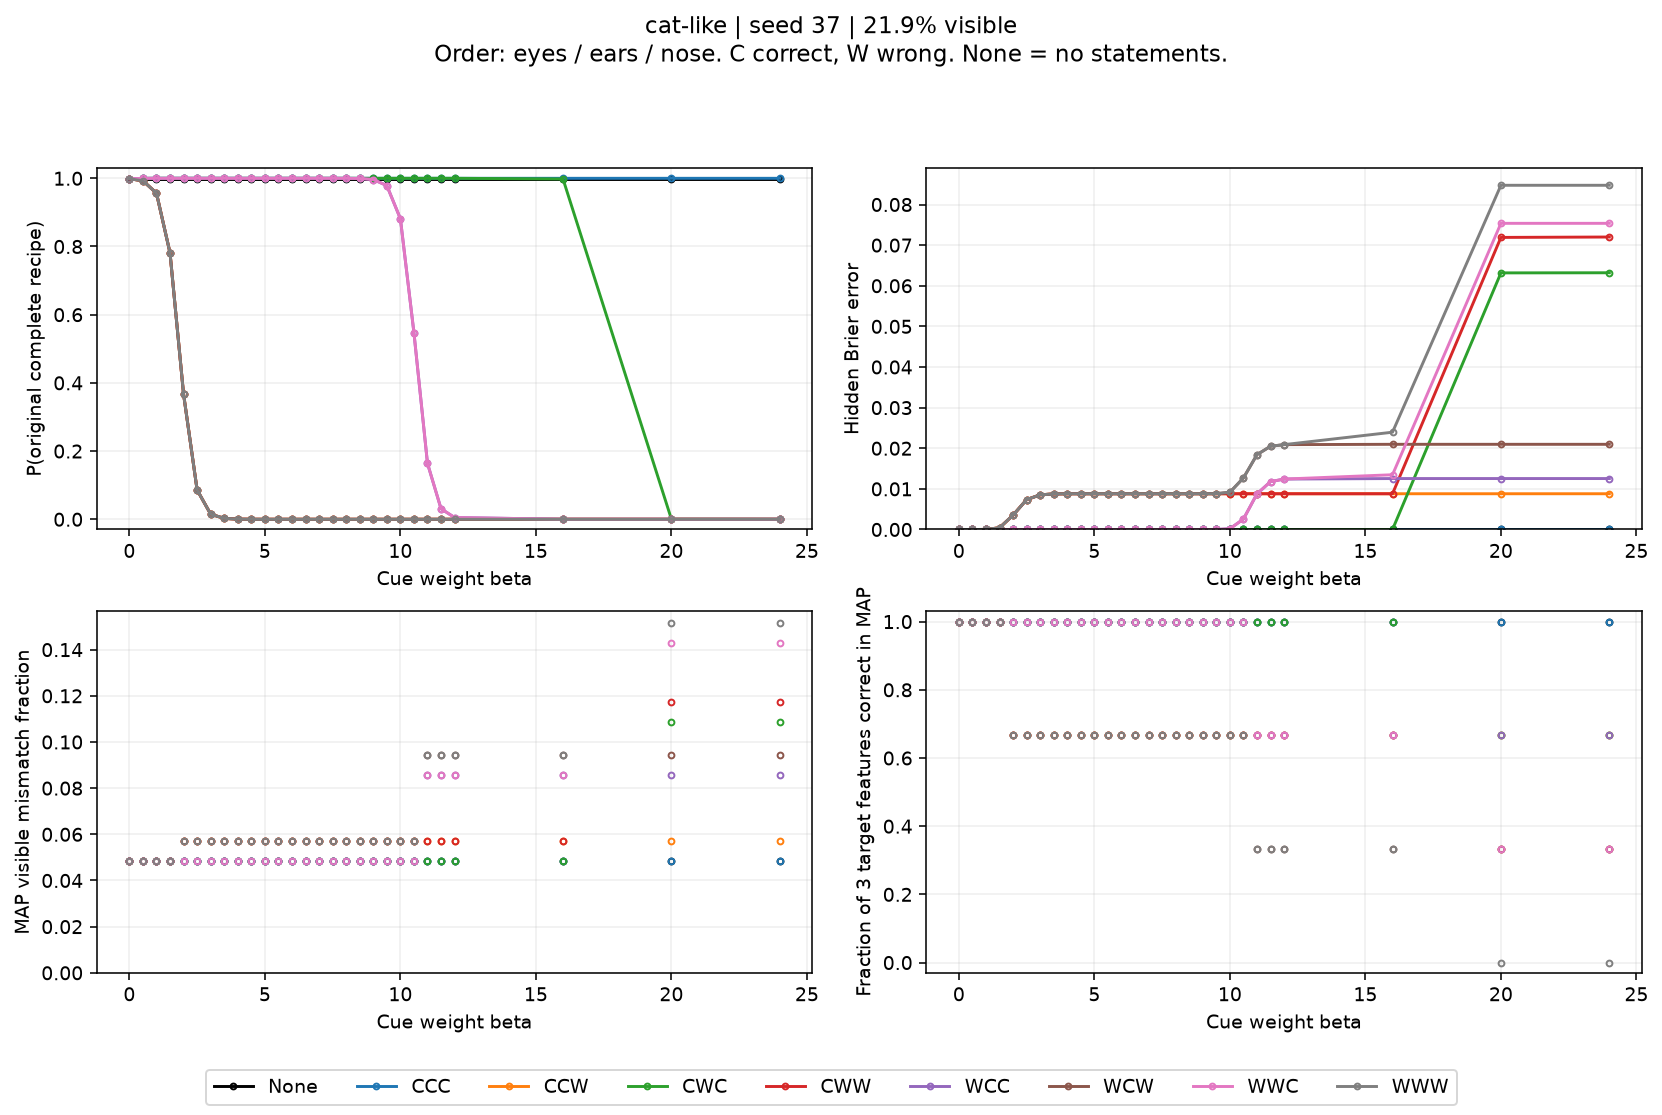 cat-like | seed 37 | 21.9% visible
Order: eyes / ears / nose. C correct, W wrong. None = no statements.
P(original complete recipe)
1.0
0.8
0.6
0.4
0.2
0.0
0 5 10 15 20 25
Cue weight beta
Hidden Brier error
0.08
0.07
0.06
0.05
0.04
0.03
0.02
0.01
0.00
0 5 10 15 20 25
Cue weight beta
MAP visible mismatch fraction
0.14
0.12
0.10
0.08
0.06
0.04
0.02
0.00
0 5 10 15 20 25
Cue weight beta
Fraction of 3 target features correct in MAP
1.0
0.8
0.6
0.4
0.2
0.0
0 5 10 15 20 25
Cue weight beta
None CCC CCW CWC CWW WCC WCW WWC WWW